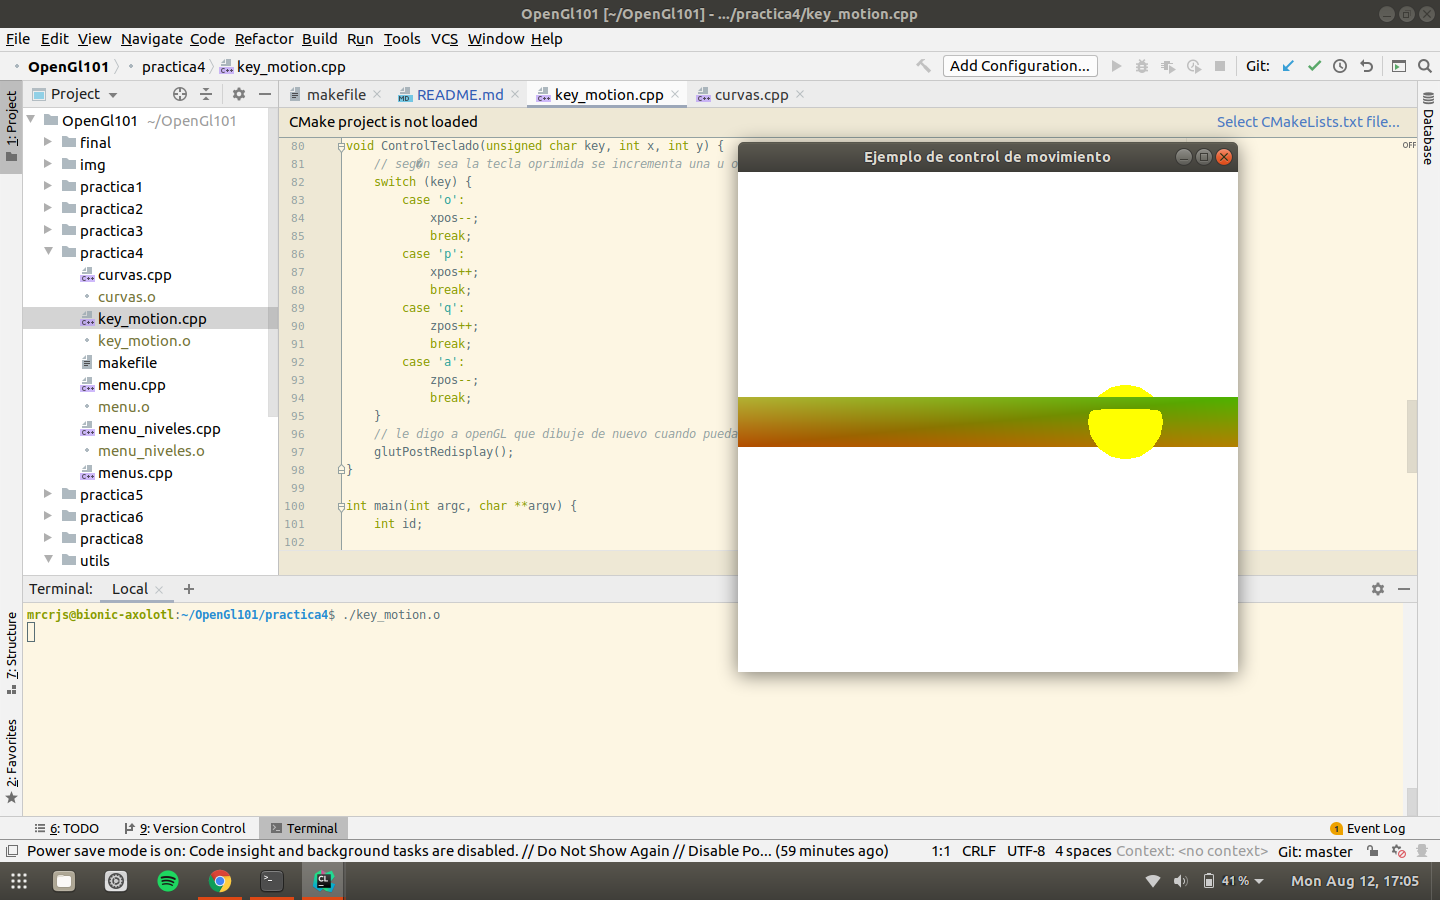 OpenGl101 [~/OpenGl101] - .../practica4/key_motion.cpp
File Edit View Navigate Code Refactor Build Run Tools VCS Window Help
OpenGl101 practica4 key_motion.cpp
Add Configuration...
Git:
1: Project
Project
OpenGl101 ~/OpenGl101
final
img
practica1
practica2
practica3
practica4
curvas.cpp
curvas.o
key_motion.cpp
key_motion.o
makefile
menu.cpp
menu.o
menu_niveles.cpp
menu_niveles.o
menus.cpp
practica5
practica6
practica8
utils
makefile README.md key_motion.cpp curvas.cpp
CMake project is not loaded
Select CMakeLists.txt file...
OFF
Database
80 void ControlTeclado(unsigned char key, int x, int y) {
81 // seg�n sea la tecla oprimida se incrementa una u o
82 switch (key) {
83 case 'o':
84 xpos--;
85 break;
86 case 'p':
87 xpos++;
88 break;
89 case 'q':
90 zpos++;
91 break;
92 case 'a':
93 zpos--;
94 break;
95 }
96 // le digo a openGL que dibuje de nuevo cuando pueda
97 glutPostRedisplay();
98 }
99
100 int main(int argc, char **argv) {
101 int id;
102
Ejemplo de control de movimiento
Terminal: Local
mrcrjs@bionic-axolotl:~/OpenGl101/practica4$ ./key_motion.o
7: Structure
2: Favorites
6: TODO 9: Version Control Terminal
1 Event Log
Power save mode is on: Code insight and background tasks are disabled. // Do Not Show Again // Disable Po... (59 minutes ago)
1:1 CRLF UTF-8 4 spaces Context: <no context> Git: master
CL
41 %
Mon Aug 12, 17:05